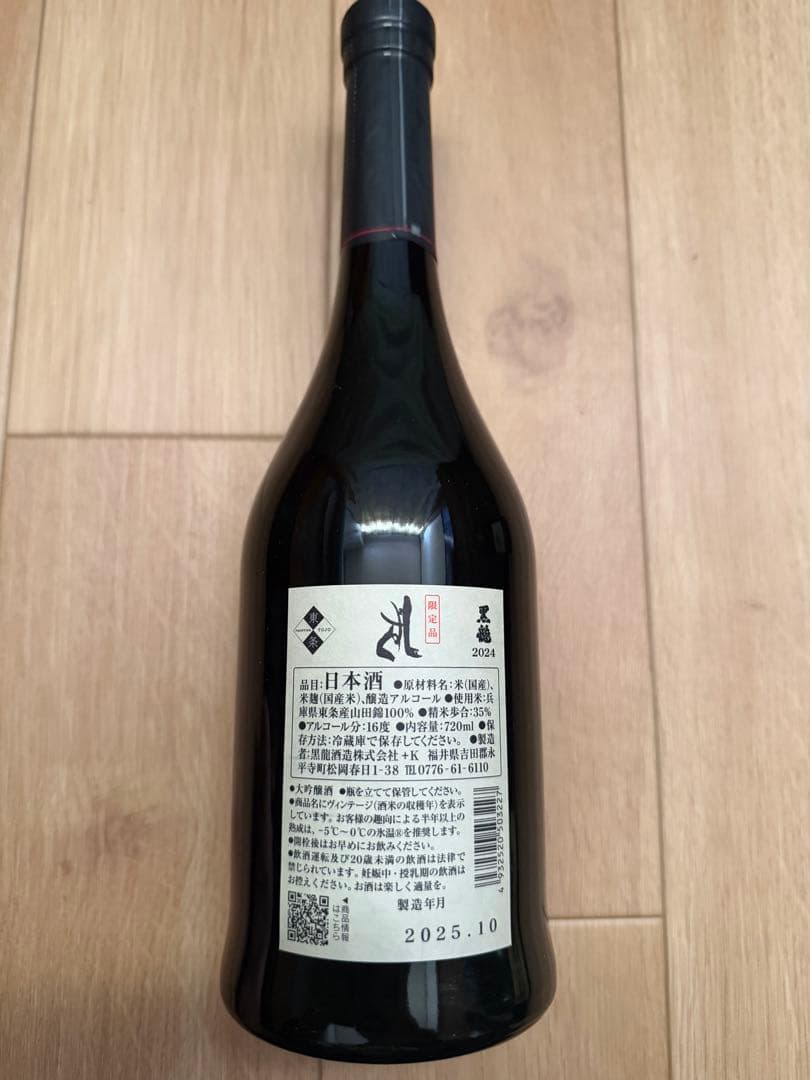 黒龍
2024
限定品
東条
TOJO
品目:日本酒 ●原材料名:米(国産)、
米麹(国産米)、醸造アルコール ●使用米:兵
庫県東条産山田錦100% ●精米歩合:35%
●アルコール分:16度 ●内容量:720ml ●保
存方法:冷蔵庫で保存してください。 ●製造
者:黒龍酒造株式会社+K 福井県吉田郡永
平寺町松岡春日1-38 ℡0776-61-6110
●大吟醸酒 ●瓶を立てて保管してください。
●商品名にヴィンテージ(酒米の収穫年)を表示
しています。お客様の趣向による半年以上の
熟成は、-5℃〜0℃の氷温®を推奨します。
●開栓後はお早めにお飲みください。
●飲酒運転及び20歳未満の飲酒は法律で
禁じられています。妊娠中・授乳期の飲酒は
お控えください。お酒は楽しく適量を。
4932520503227
◀商品情報
はこちら
製造年月
2025.10